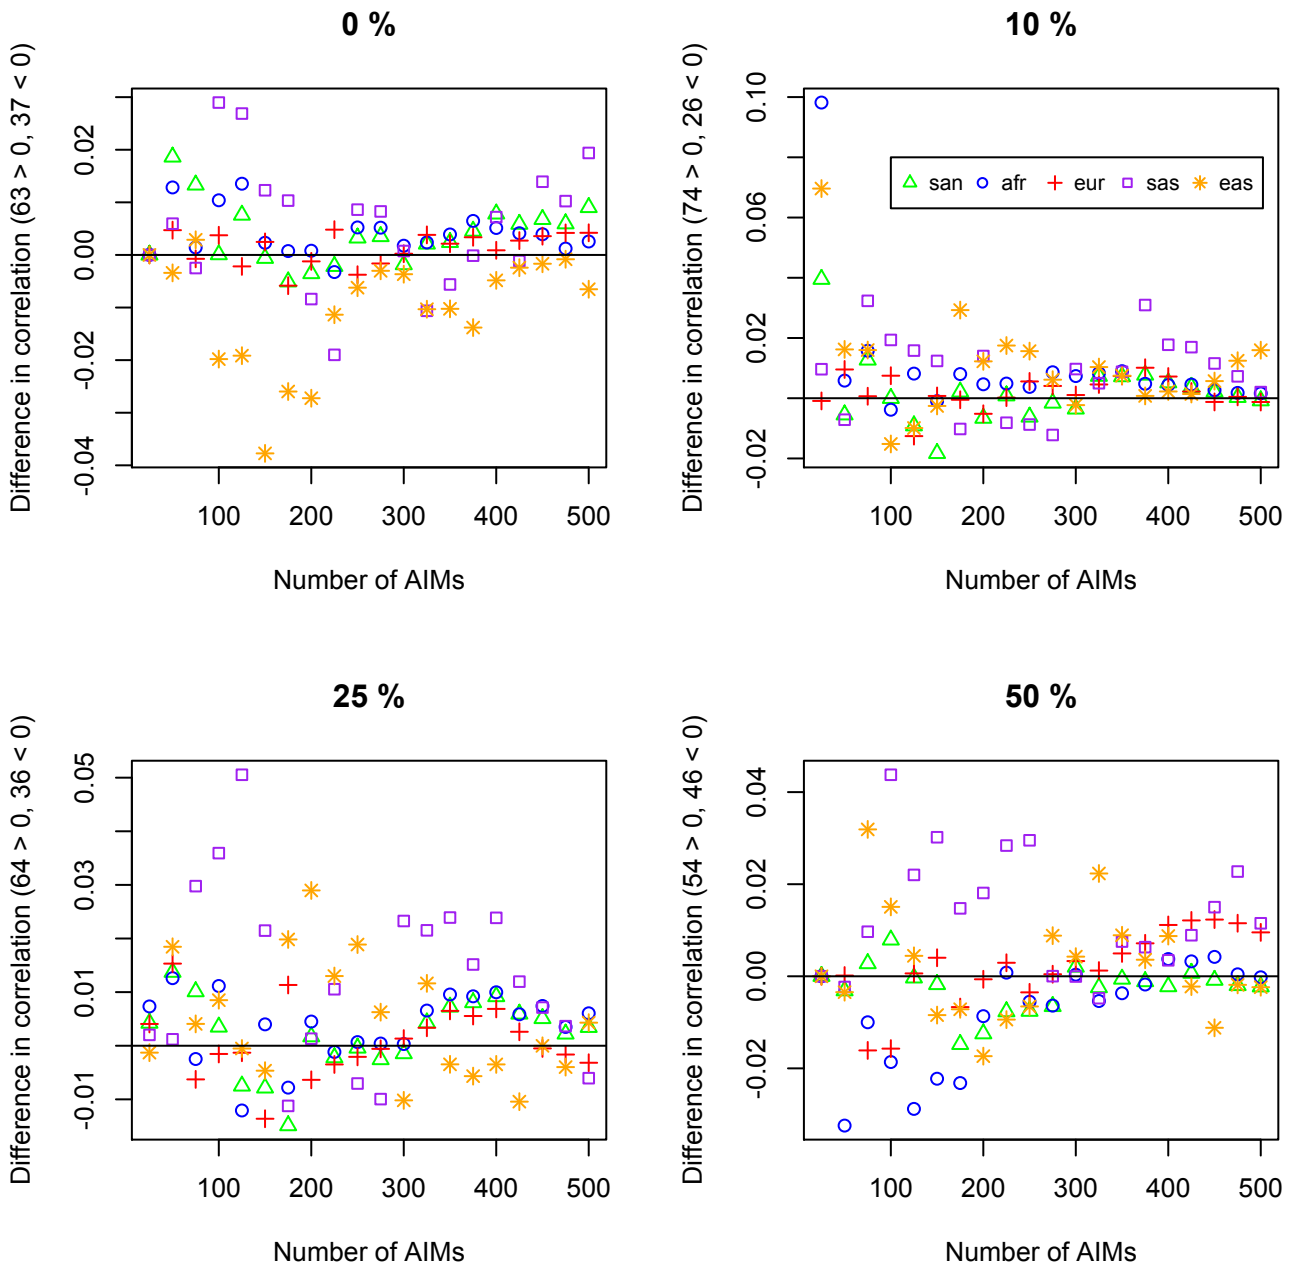 0 %
Difference in correlation (63 > 0, 37 < 0)
0.02
0.00
-0.02
-0.04
100 200 300 400 500
Number of AIMs
10 %
Difference in correlation (74 > 0, 26 < 0)
0.10
0.06
0.02
-0.02
san afr eur sas eas
100 200 300 400 500
Number of AIMs
25 %
Difference in correlation (64 > 0, 36 < 0)
0.05
0.03
0.01
-0.01
100 200 300 400 500
Number of AIMs
50 %
Difference in correlation (54 > 0, 46 < 0)
0.04
0.02
0.00
-0.02
100 200 300 400 500
Number of AIMs